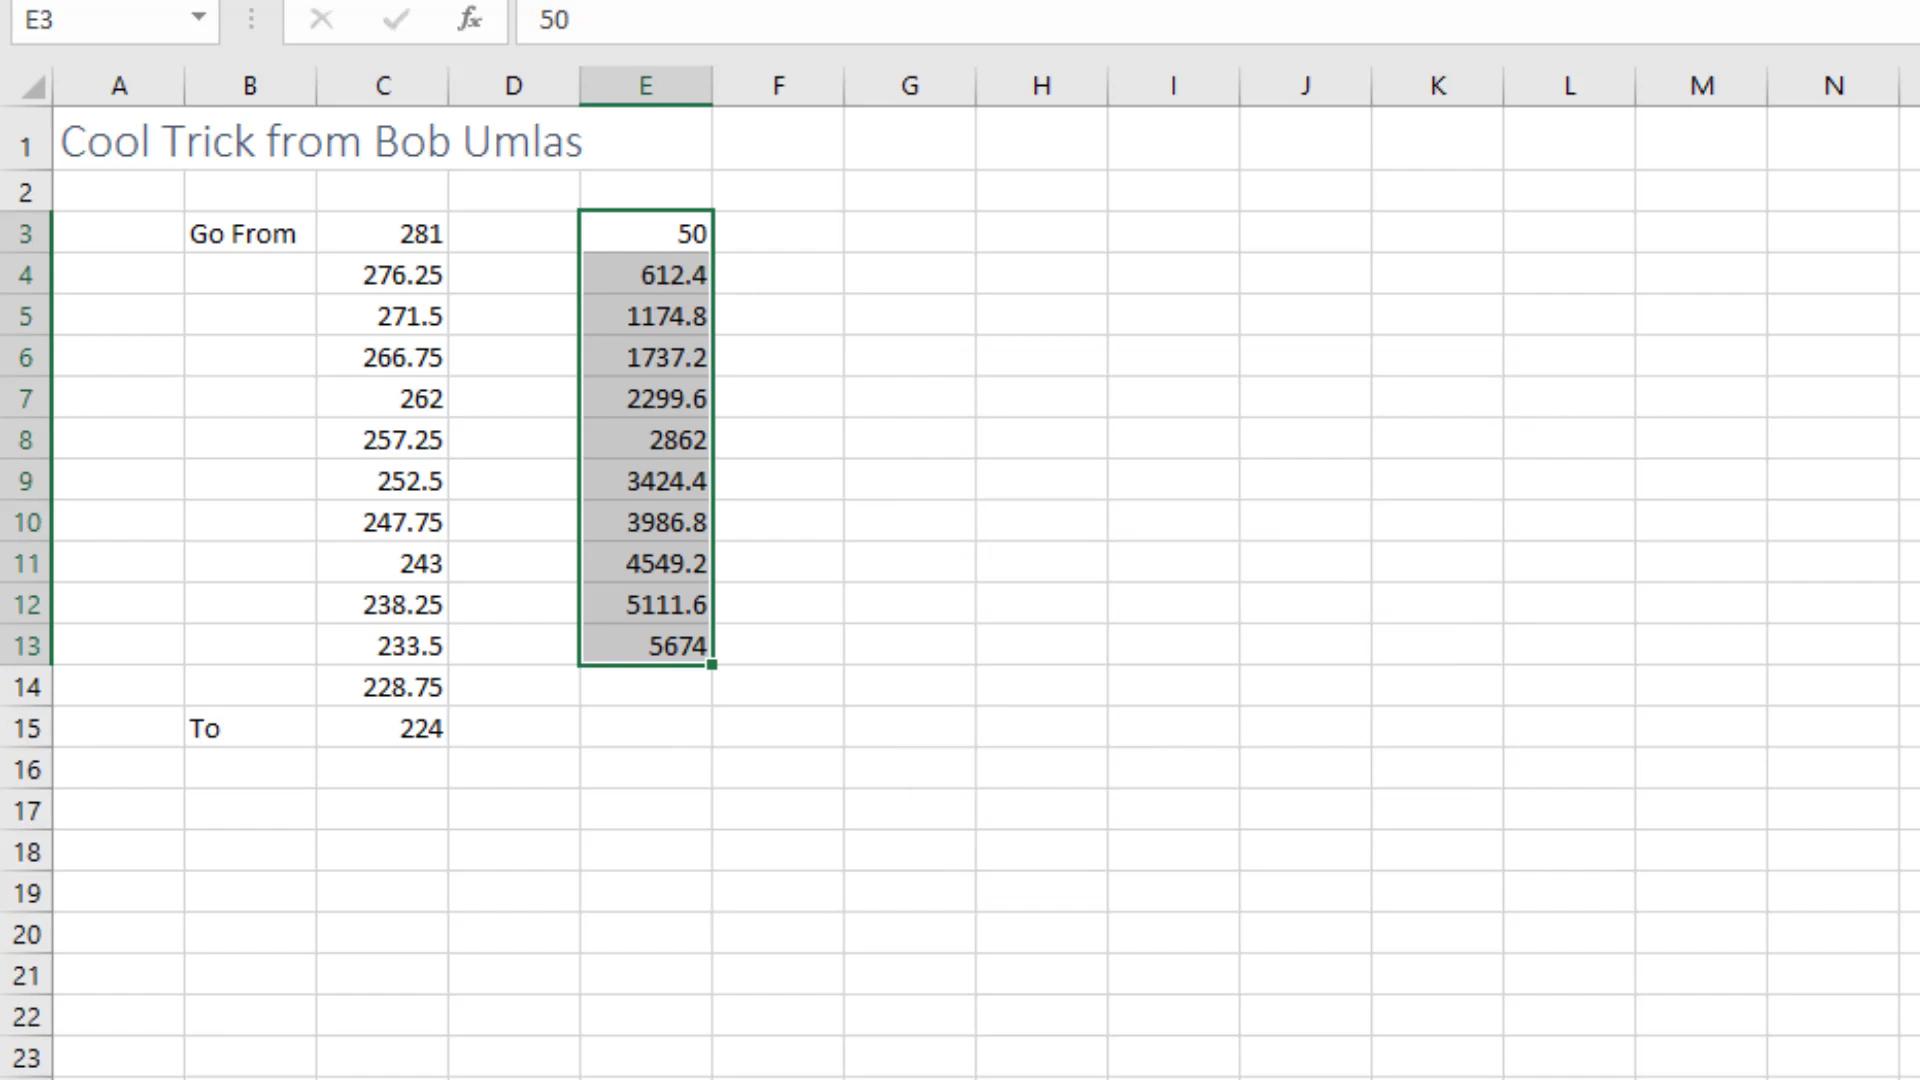 E3 fx 50
A B C D E F G H I J K L M N
1 Cool Trick from Bob Umlas
2
3 Go From 281 50
4 276.25 612.4
5 271.5 1174.8
6 266.75 1737.2
7 262 2299.6
8 257.25 2862
9 252.5 3424.4
10 247.75 3986.8
11 243 4549.2
12 238.25 5111.6
13 233.5 5674
14 228.75
15 To 224
16
17
18
19
20
21
22
23